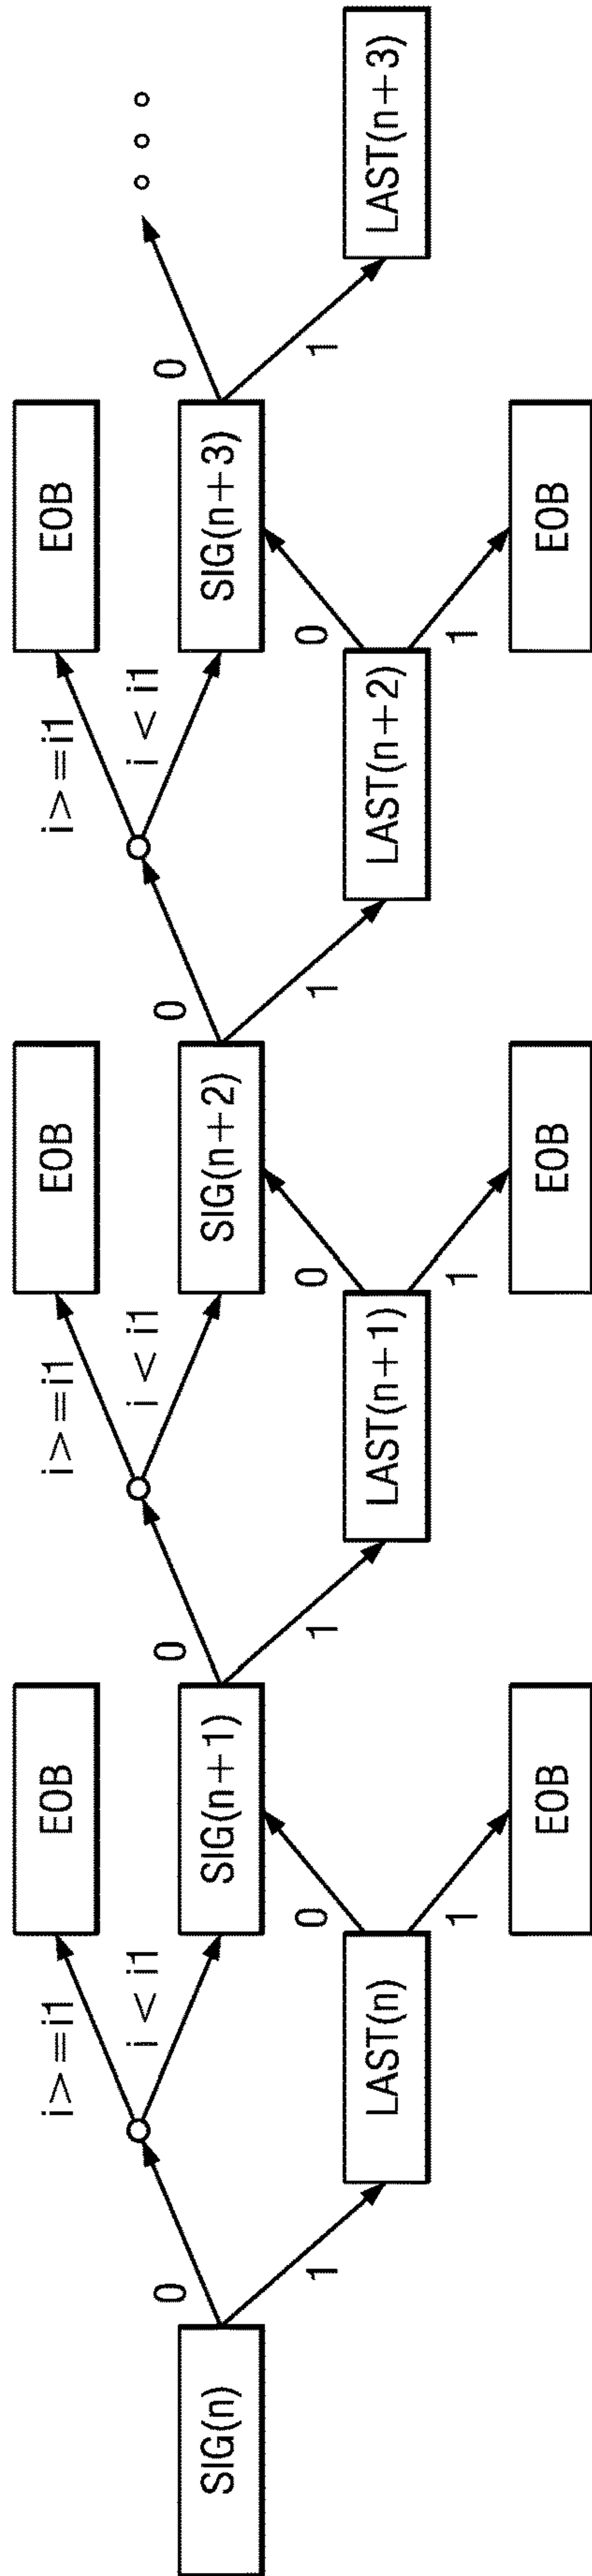 SIG(n)
0
1
i>=i1
i < i1
LAST(n)
EOB
SIG(n+1)
0
1
EOB
0
1
i>=i1
i < i1
LAST(n+1)
EOB
SIG(n+2)
0
1
EOB
0
1
i>=i1
i < i1
LAST(n+2)
EOB
SIG(n+3)
0
1
EOB
0
1
LAST(n+3)